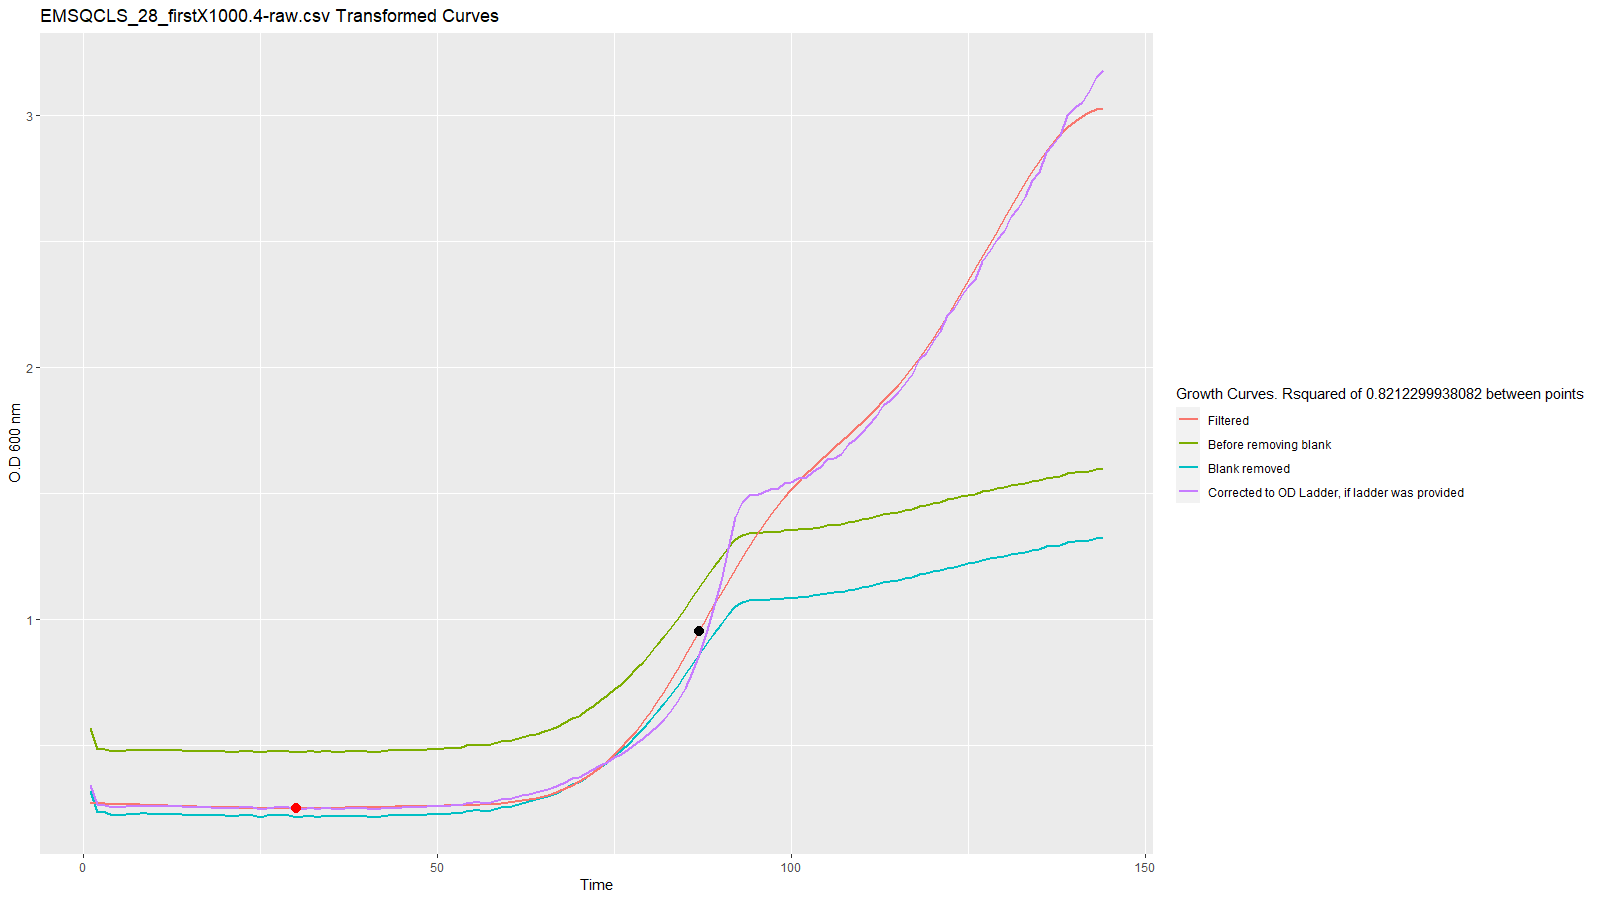 EMSQCLS_28_firstX1000.4-raw.csv Transformed Curves
3
2
1
O.D 600 nm
0
50
100
150
Time
Growth Curves. Rsquared of 0.8212299938082 between points
Filtered
Before removing blank
Blank removed
Corrected to OD Ladder, if ladder was provided